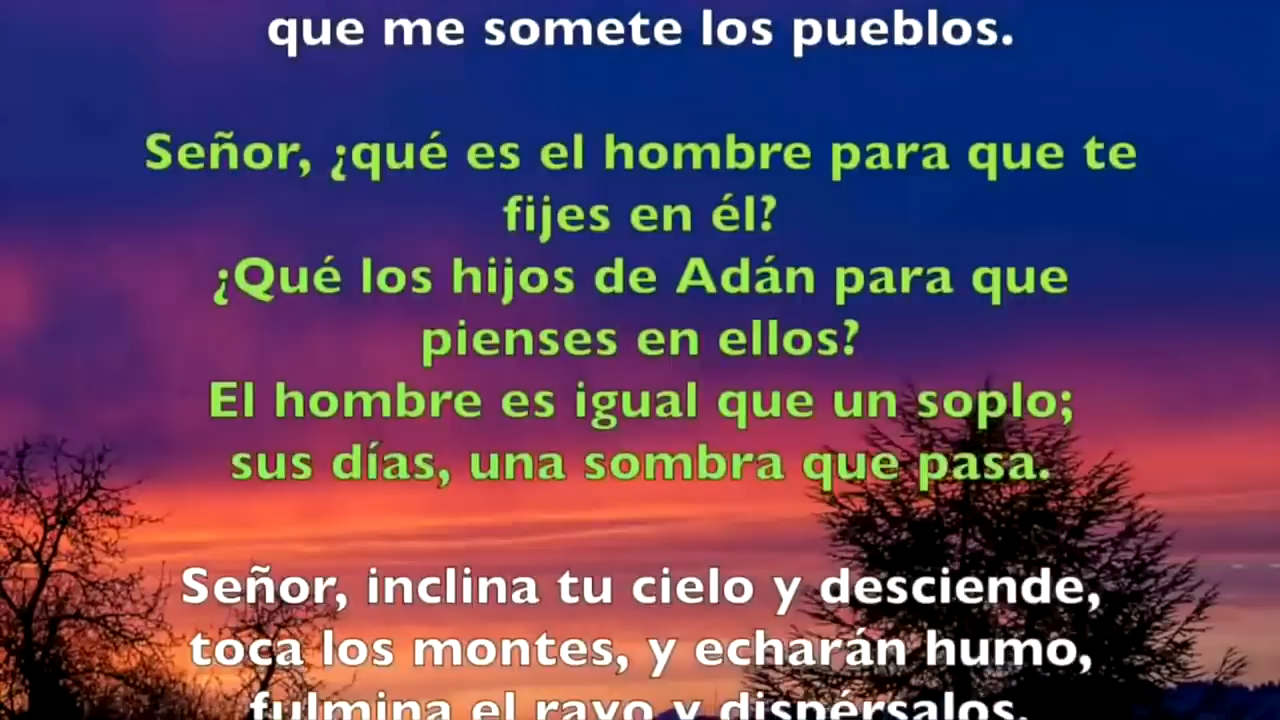 que me somete los pueblos.
Señor, ¿qué es el hombre para que te
fijes en él?
¿Qué los hijos de Adán para que
pienses en ellos?
El hombre es igual que un soplo;
sus días, una sombra que pasa.
Señor, inclina tu cielo y desciende,
toca los montes, y echarán humo,
fulmina el rayo y dispérsalos,